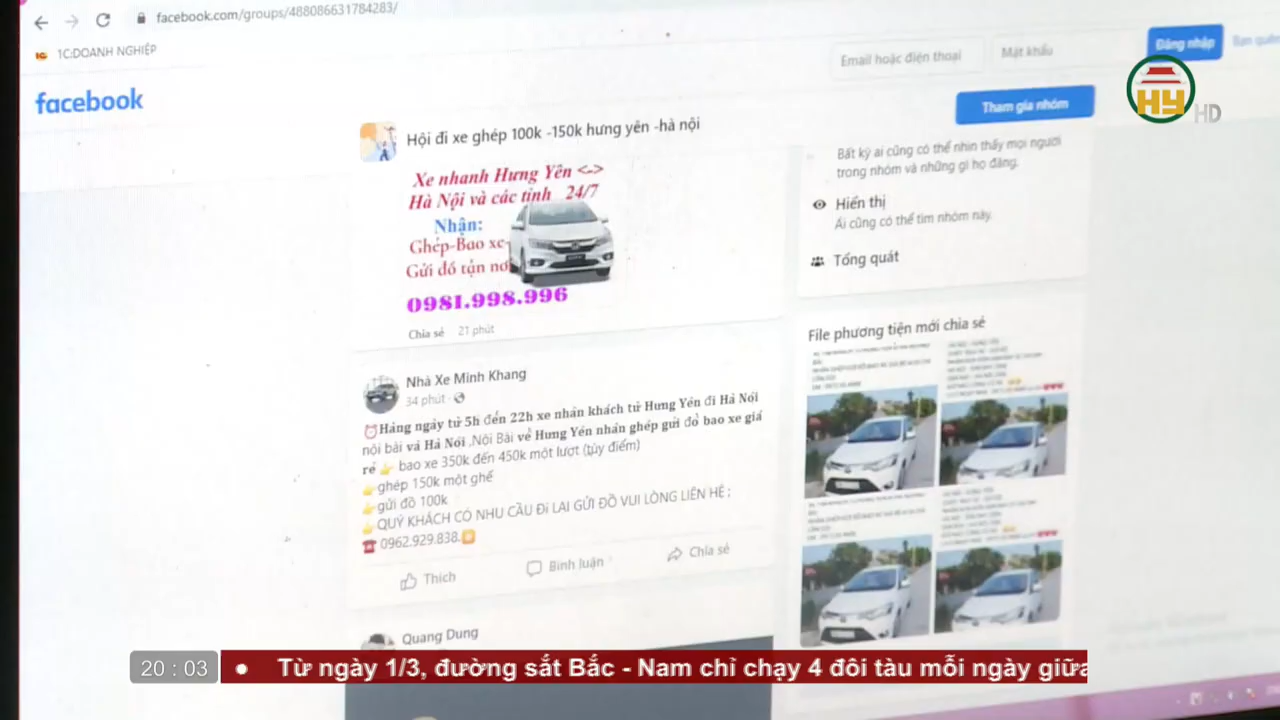 facebook.com/groups/488086631784283/
1C:DOANH NGHIỆP
Email hoặc điện thoại
Mật khẩu
Đăng nhập
facebook
HY HD
Tham gia nhóm
Hội đi xe ghép 100k -150k hưng yên -hà nội
Xe nhanh Hưng Yên <->
Hà Nội và các tỉnh 24/7
Nhận:
Ghép-Bao xe-
Gửi đồ tận nơ
0981.998.996
Chia sẻ 21 phút
Bất kỳ ai cũng có thể nhìn thấy mọi người
trong nhóm và những gì họ đăng.
Hiển thị
Ai cũng có thể tìm nhóm này.
Tổng quát
File phương tiện mới chia sẻ
Nhà Xe Minh Khang
34 phút ·
Hàng ngày từ 5h đến 22h xe nhận khách từ Hưng Yên đi Hà Nội
nội bài và Hà Nội ,Nội Bài về Hưng Yên nhận ghép gửi đồ bao xe giá
rẻ bao xe 350k đến 450k một lượt (tùy điểm)
ghép 150k một ghế
gửi đồ 100k
QUÝ KHÁCH CÓ NHU CẦU ĐI LẠI GỬI ĐỒ VUI LÒNG LIÊN HỆ ;
0962.929.838.
Thích
Bình luận
Chia sẻ
Quang Dung
20 : 03
Từ ngày 1/3, đường sắt Bắc - Nam chỉ chạy 4 đôi tàu mỗi ngày giữa